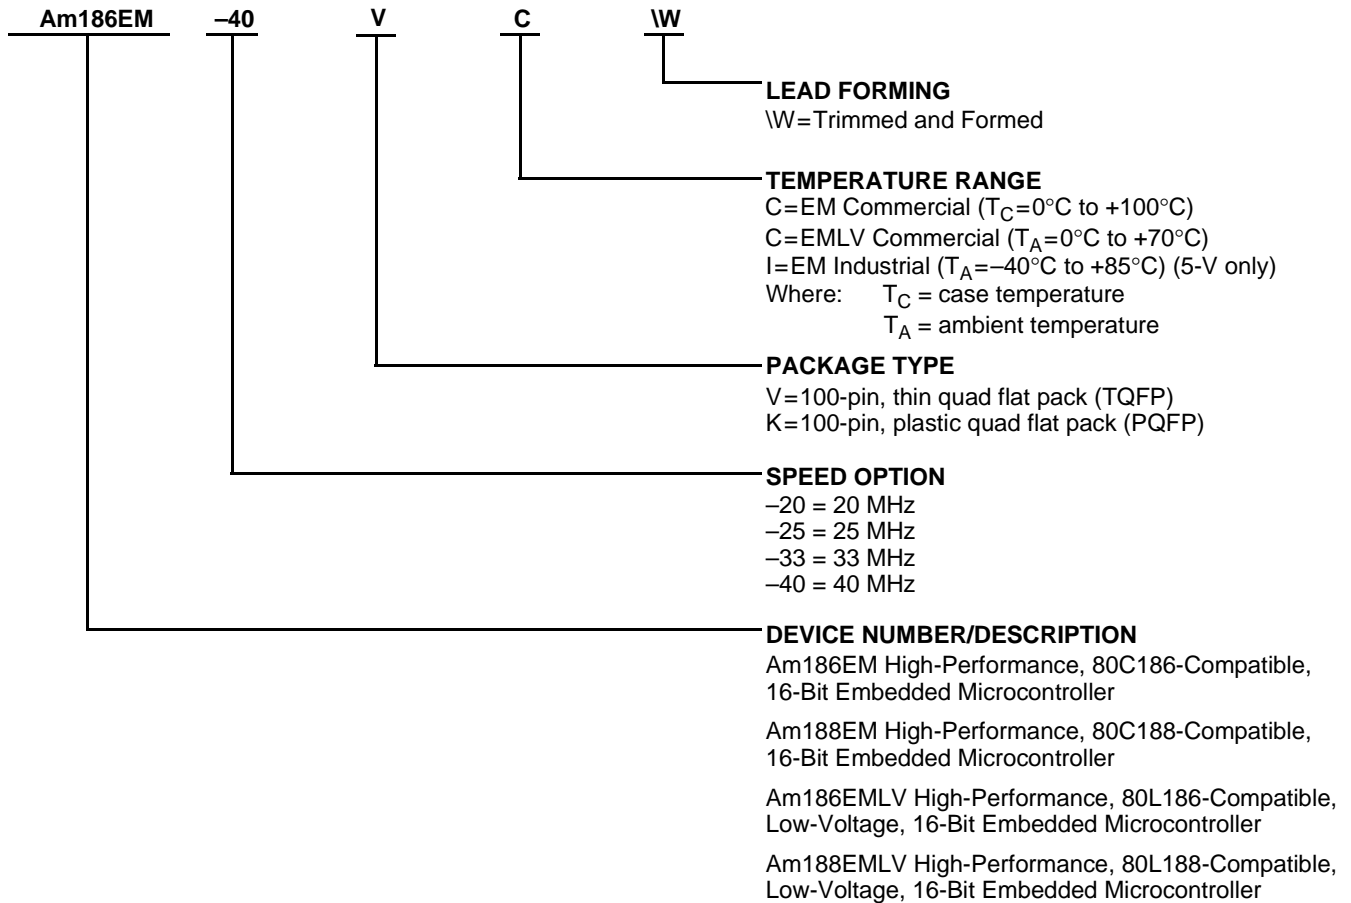 Am186EM –40 V C \W
LEAD FORMING
\W=Trimmed and Formed
TEMPERATURE RANGE
C=EM Commercial (TC=0°C to +100°C)
C=EMLV Commercial (TA=0°C to +70°C)
I=EM Industrial (TA=–40°C to +85°C) (5-V only)
Where: TC = case temperature
TA = ambient temperature
PACKAGE TYPE
V=100-pin, thin quad flat pack (TQFP)
K=100-pin, plastic quad flat pack (PQFP)
SPEED OPTION
–20 = 20 MHz
–25 = 25 MHz
–33 = 33 MHz
–40 = 40 MHz
DEVICE NUMBER/DESCRIPTION
Am186EM High-Performance, 80C186-Compatible,
16-Bit Embedded Microcontroller
Am188EM High-Performance, 80C188-Compatible,
16-Bit Embedded Microcontroller
Am186EMLV High-Performance, 80L186-Compatible,
Low-Voltage, 16-Bit Embedded Microcontroller
Am188EMLV High-Performance, 80L188-Compatible,
Low-Voltage, 16-Bit Embedded Microcontroller